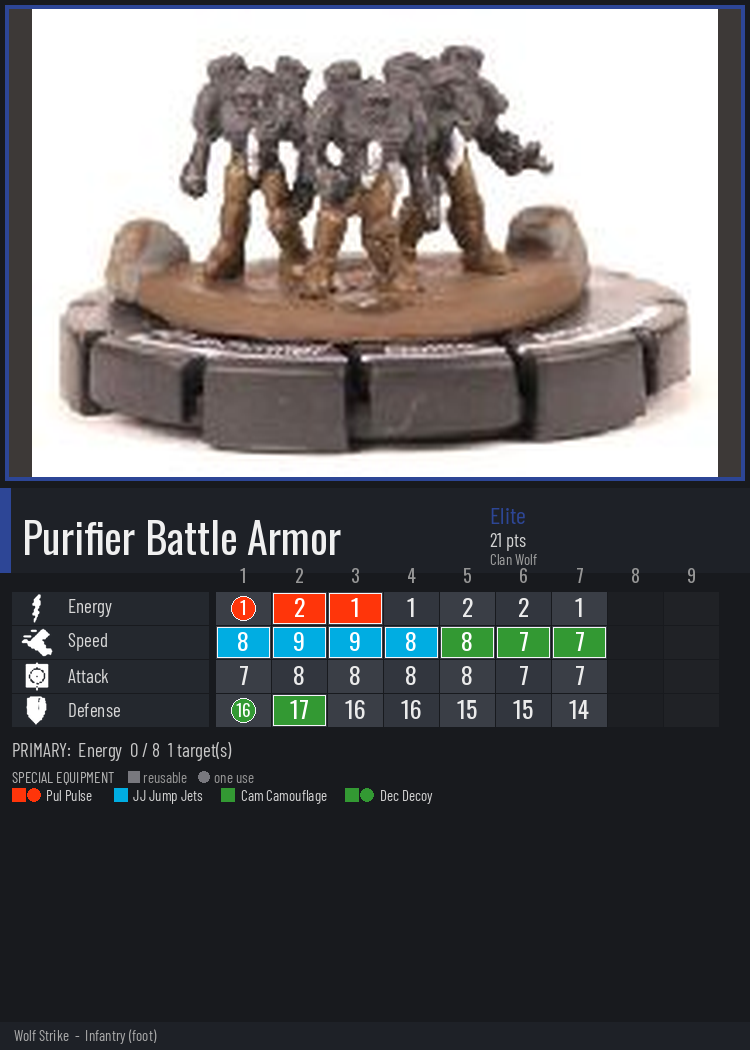 Purifier Battle Armor
Elite
21 pts
Clan Wolf
1 2 3 4 5 6 7 8 9
Energy 1 2 1 1 2 2 1
Speed 8 9 9 8 8 7 7
Attack 7 8 8 8 8 7 7
Defense 16 17 16 16 15 15 14
PRIMARY: Energy 0 / 8 1 target(s)
SPECIAL EQUIPMENT reusable one use
Pul Pulse JJ Jump Jets Cam Camouflage Dec Decoy
Wolf Strike - Infantry (foot)